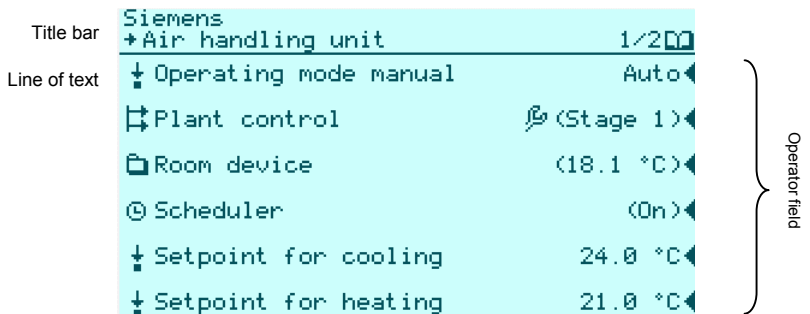 Siemens
Title bar
Air handling unit 1/2
Line of text
Operating mode manual Auto
Plant control (Stage 1)
Room device (18.1 °C)
Scheduler (On)
Setpoint for cooling 24.0 °C
Setpoint for heating 21.0 °C
Operator field